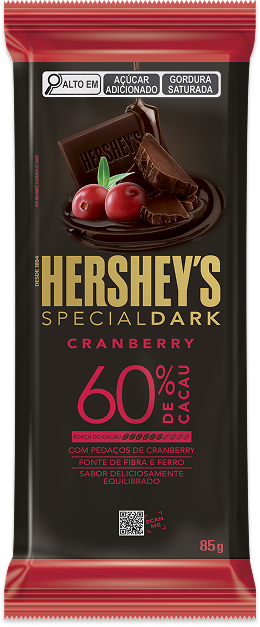 ALTO EM
AÇÚCAR
ADICIONADO
GORDURA
SATURADA
HERSHEY'S
DESDE 1894
HERSHEY'S
SPECIALDARK
CRANBERRY
60%
DE CACAU
FORÇA DO CACAU
COM PEDAÇOS DE CRANBERRY
FONTE DE FIBRA E FERRO
SABOR DELICIOSAMENTE
EQUILIBRADO
SCAN
ME
85g